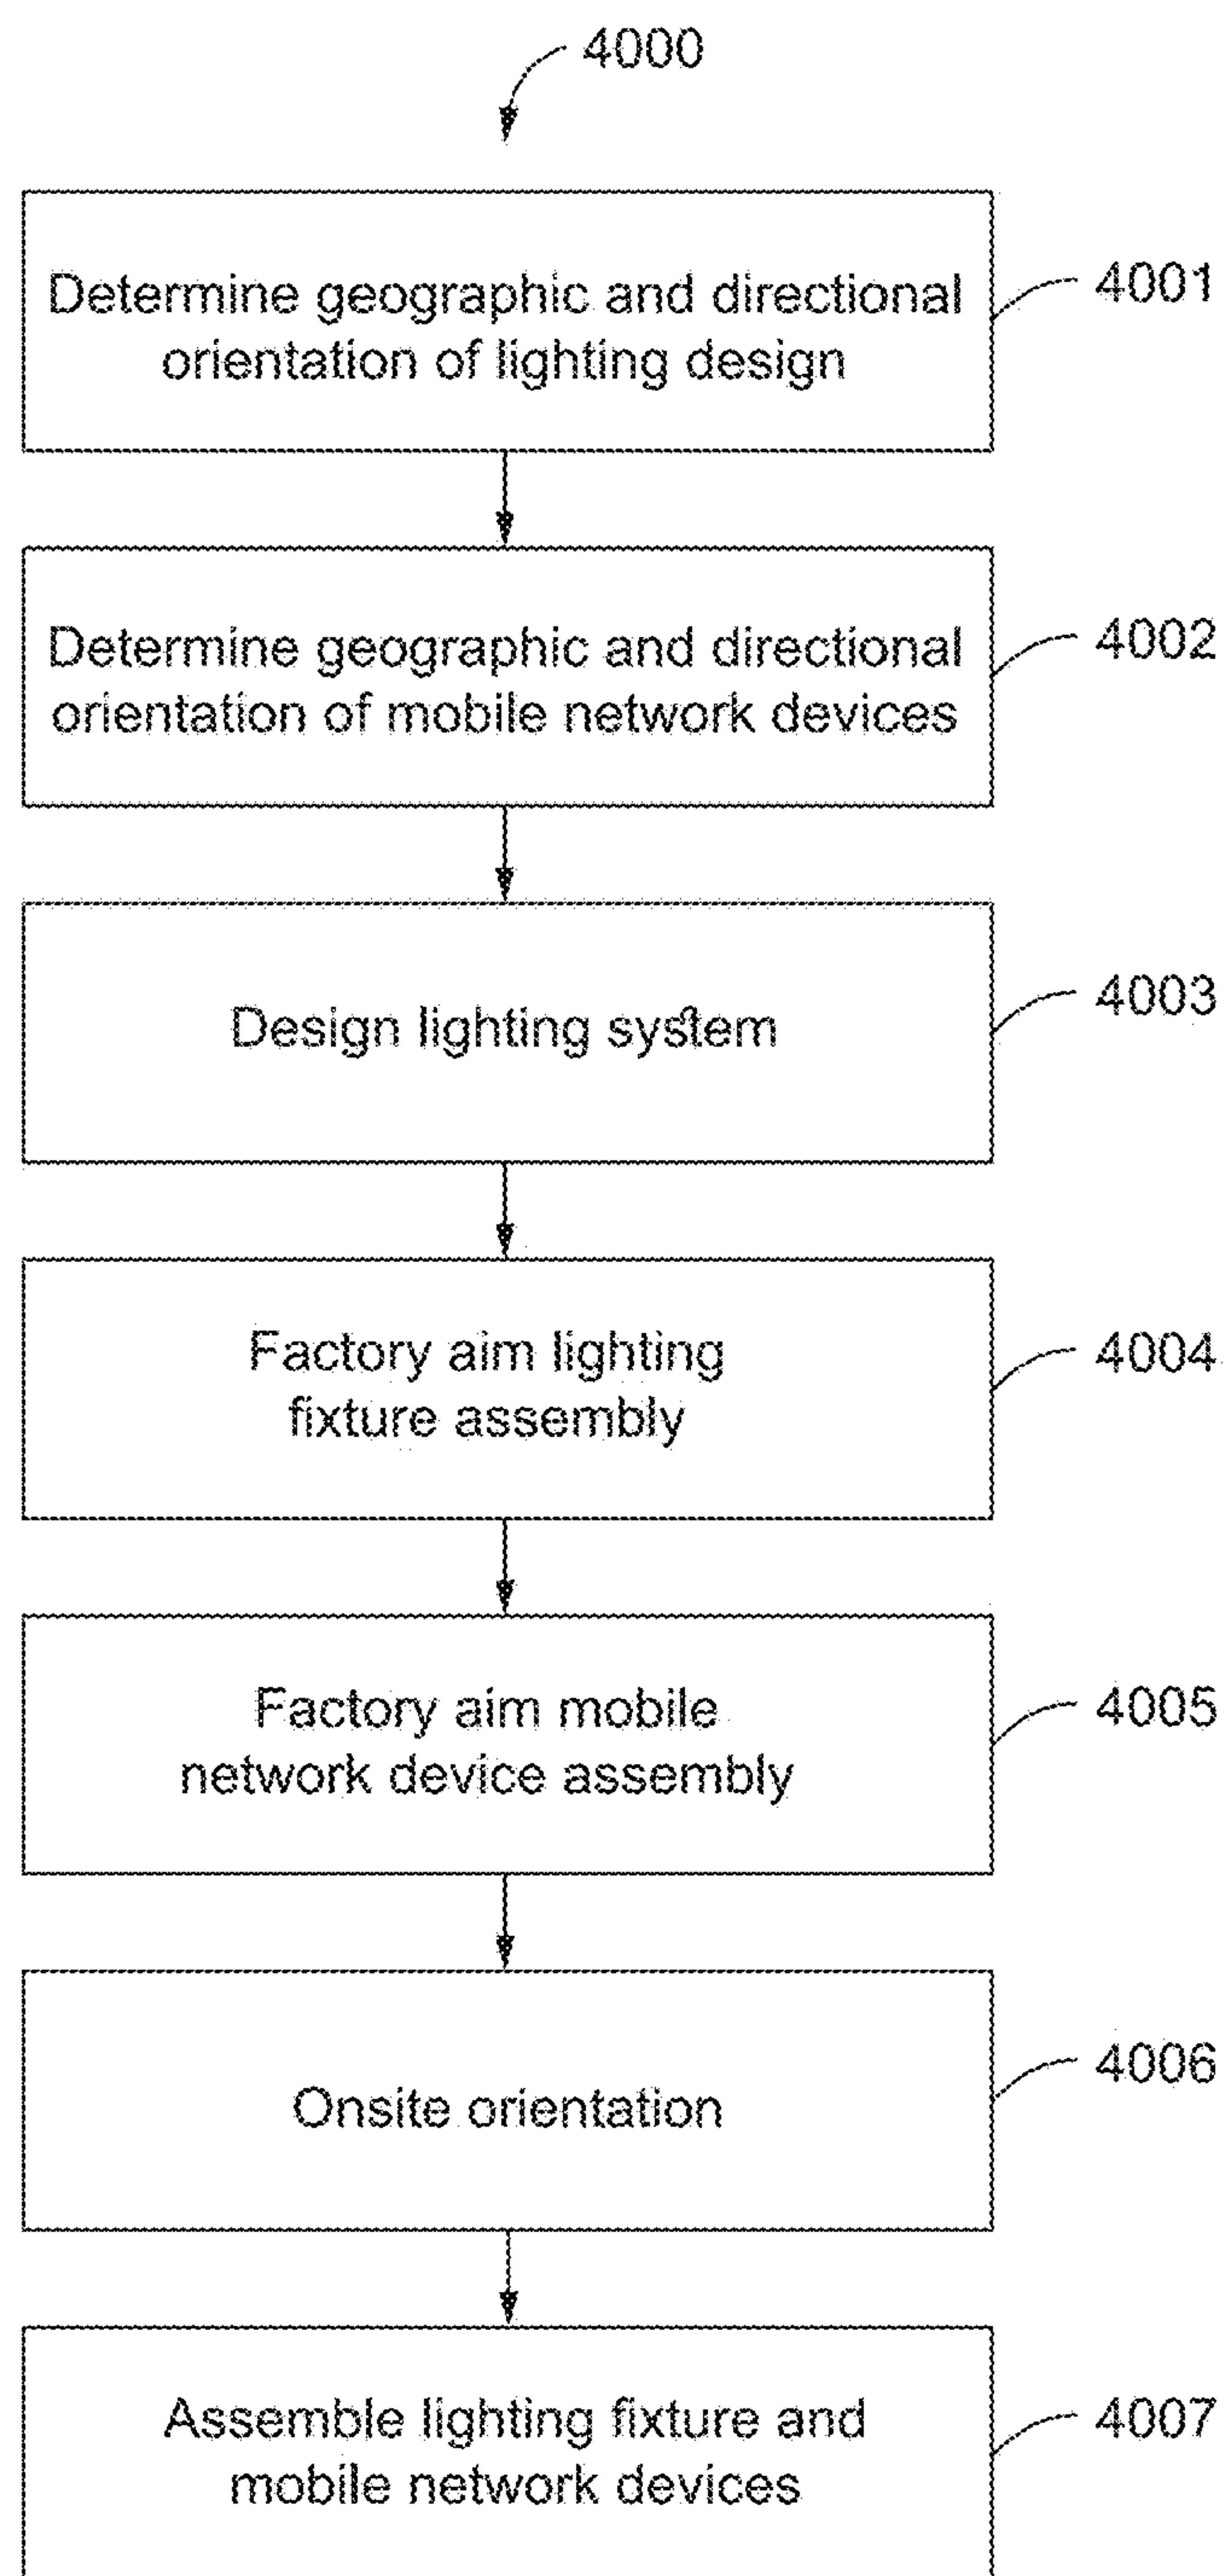 4000
Determine geographic and directional
orientation of lighting design
4001
Determine geographic and directional
orientation of mobile network devices
4002
Design lighting system
4003
Factory aim lighting
fixture assembly
4004
Factory aim mobile
network device assembly
4005
Onsite orientation
4006
Assemble lighting fixture and
mobile network devices
4007